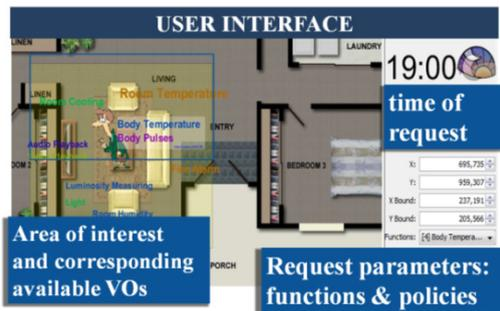 USER INTERFACE
LINEN
LAUNDRY
19:00
LIVING
LINEN
Room Temperature
Room Cooling
time of
request
Body Temperature
ENTRY
Body Pulses
Audio Playback
BEDROOM 3
X: 695,735
Y: 959,307
Luminosity Measuring
X Bound: 237,191
Light
Y Bound: 205,566
Room Humidity
Functions: [4] Body Tempera...
Area of interest
and corresponding
available VOs
PORCH
Request parameters:
functions & policies